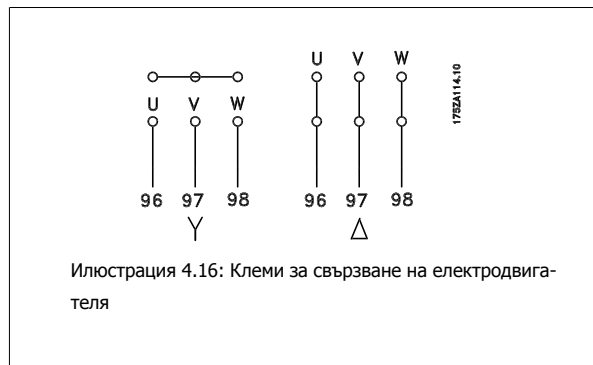 U V W
U V W
96 97 98
96 97 98
Y Δ
175ZA114.10
Илюстрация 4.16: Клеми за свързване на електродвига-
теля